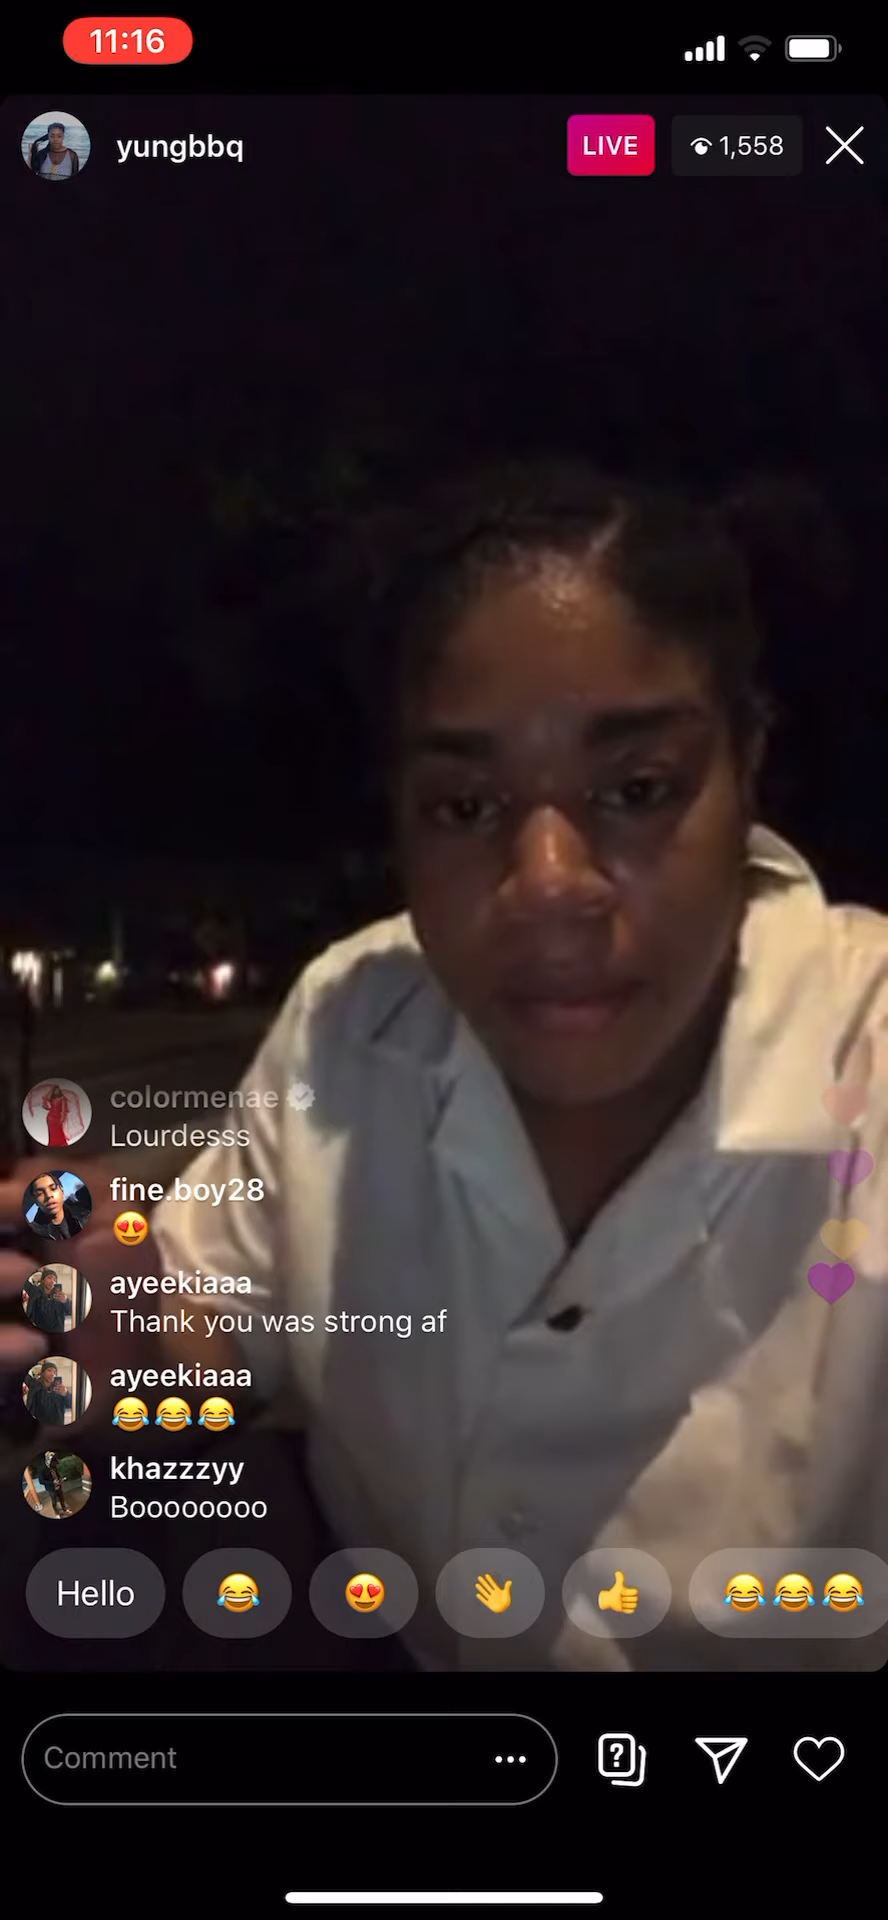 11:16
yungbbq
LIVE
1,558
colormenae
Lourdesss
fine.boy28
😍
ayeekiaaa
Thank you was strong af
ayeekiaaa
😂😂😂
khazzzyy
Boooooooo
Hello 😂 😍 👋 👍 😂😂😂
Comment